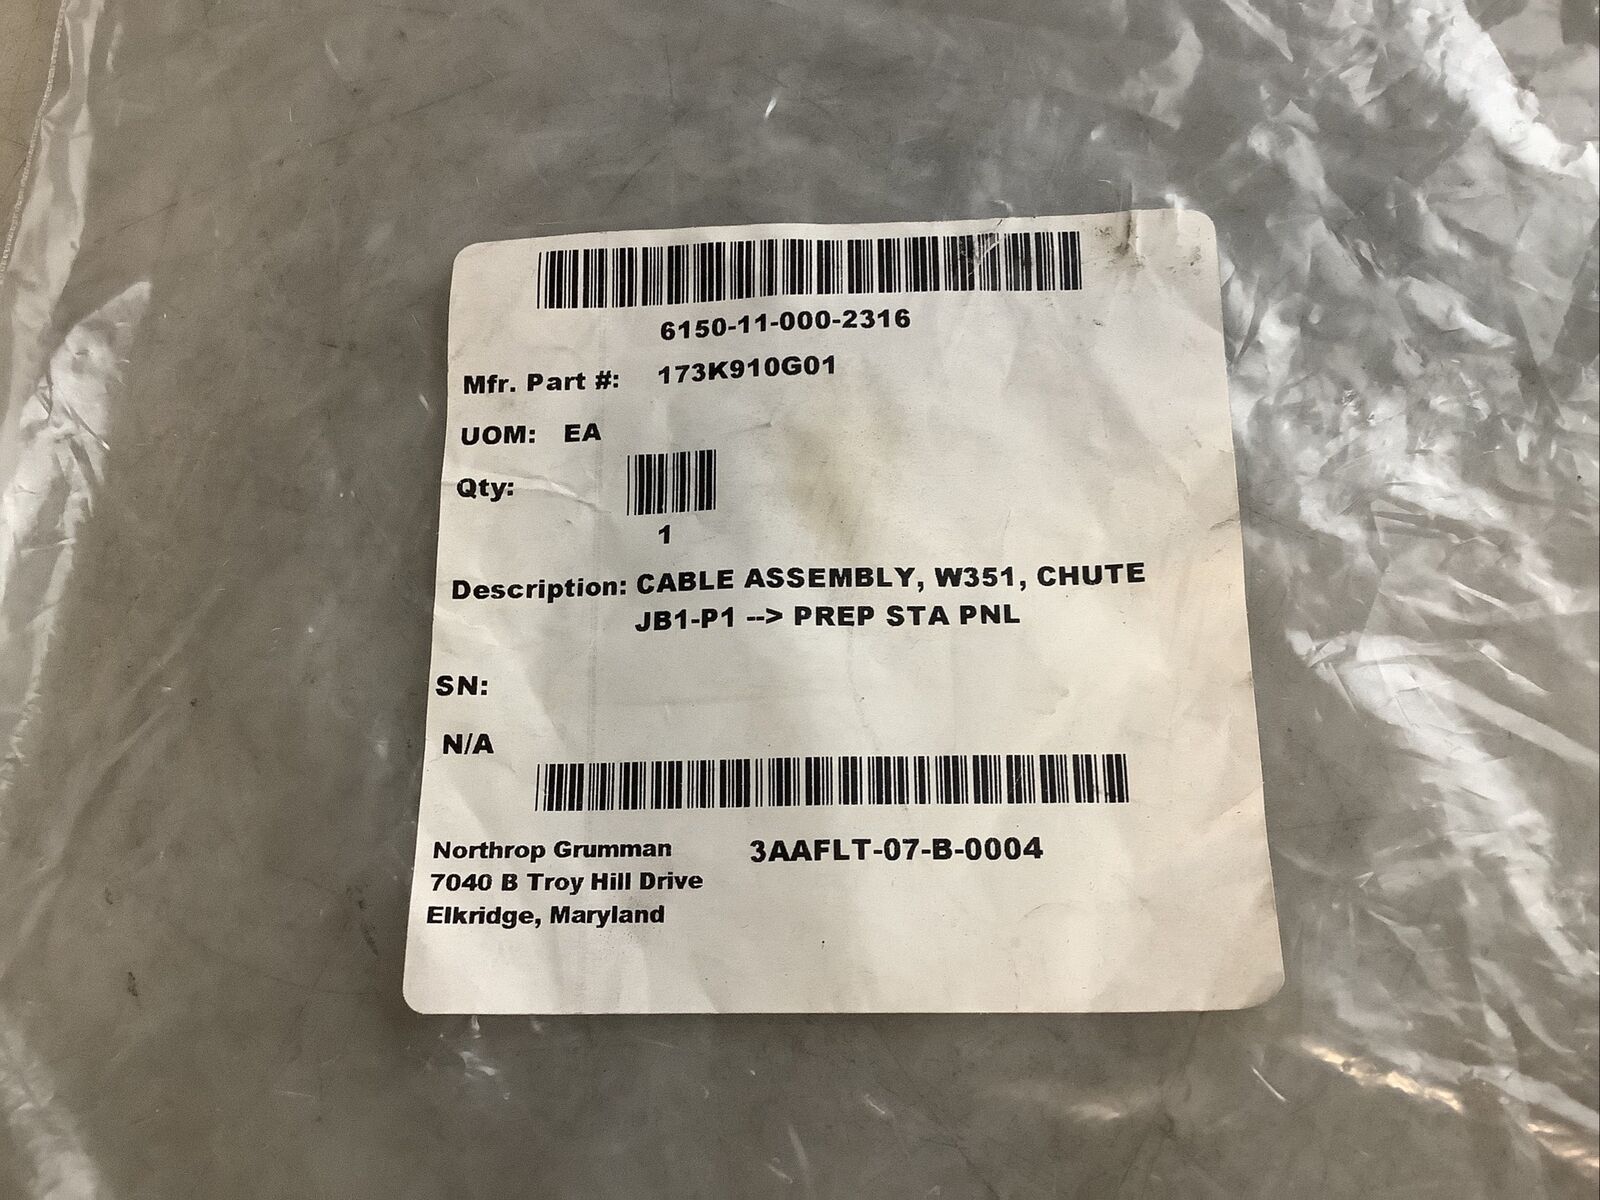 6150-11-000-2316
Mfr. Part #: 173K910G01
UOM: EA
Qty:
1
Description: CABLE ASSEMBLY, W351, CHUTE
JB1-P1 --> PREP STA PNL
SN:
N/A
Northrop Grumman 3AAFLT-07-B-0004
7040 B Troy Hill Drive
Elkridge, Maryland